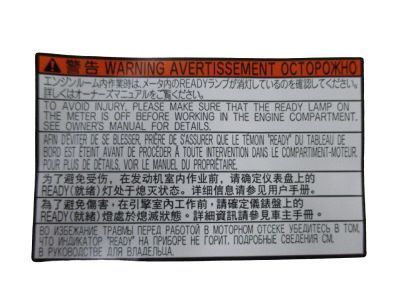 警告 WARNING AVERTISSEMENT ОСТОРОЖНО
エンジンルーム内作業時は、メータ内のREADYランプが消灯しているのを確認してください。
詳しくはオーナーズマニュアルをご覧ください。
TO AVOID INJURY, PLEASE MAKE SURE THAT THE READY LAMP ON
THE METER IS OFF BEFORE WORKING IN THE ENGINE COMPARTMENT.
SEE OWNER'S MANUAL FOR DETAILS.
AFIN D'ÉVITER DE SE BLESSER, PRIÈRE DE S'ASSURER QUE LE TÉMOIN "READY" DU TABLEAU DE
BORD EST ÉTEINT AVANT DE PROCÉDER À TOUTE INTERVENTION DANS LE COMPARTIMENT-MOTEUR.
POUR PLUS DE DETAILS, VOIR LE MANUEL DU PROPRIÉTAIRE.
为了避免受伤，在发动机室内作业前，请确定仪表盘上的
READY(就绪)灯处于熄灭状态。详细信息请参见用户手册.
為了避免傷害，在引擎室內工作前，請確定儀錶盤上的
READY(就緒)燈處於熄滅狀態。詳細資訊請參見車主手冊.
ВО ИЗБЕЖАНИЕ ТРАВМЫ ПЕРЕД РАБОТОЙ В МОТОРНОМ ОТСЕКЕ УБЕДИТЕСЬ В ТОМ,
ЧТО ИНДИКАТОР "READY" НА ПРИБОРЕ НЕ ГОРИТ. ПОДРОБНЫЕ СВЕДЕНИЯ СМ.
В РУКОВОДСТВЕ ДЛЯ ВЛАДЕЛЬЦА.